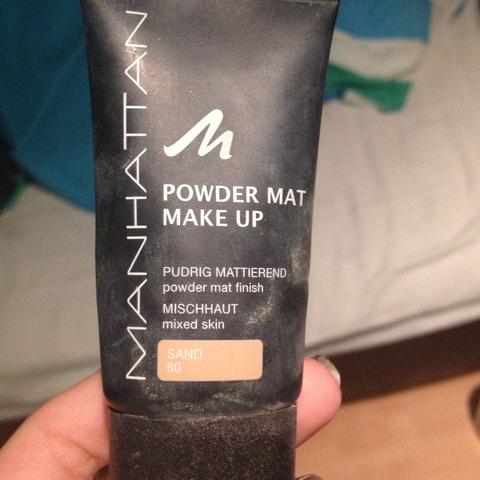 MANHATTAN
M
POWDER MAT
MAKE UP
PUDRIG MATTIEREND
powder mat finish
MISCHHAUT
mixed skin
SAND
80